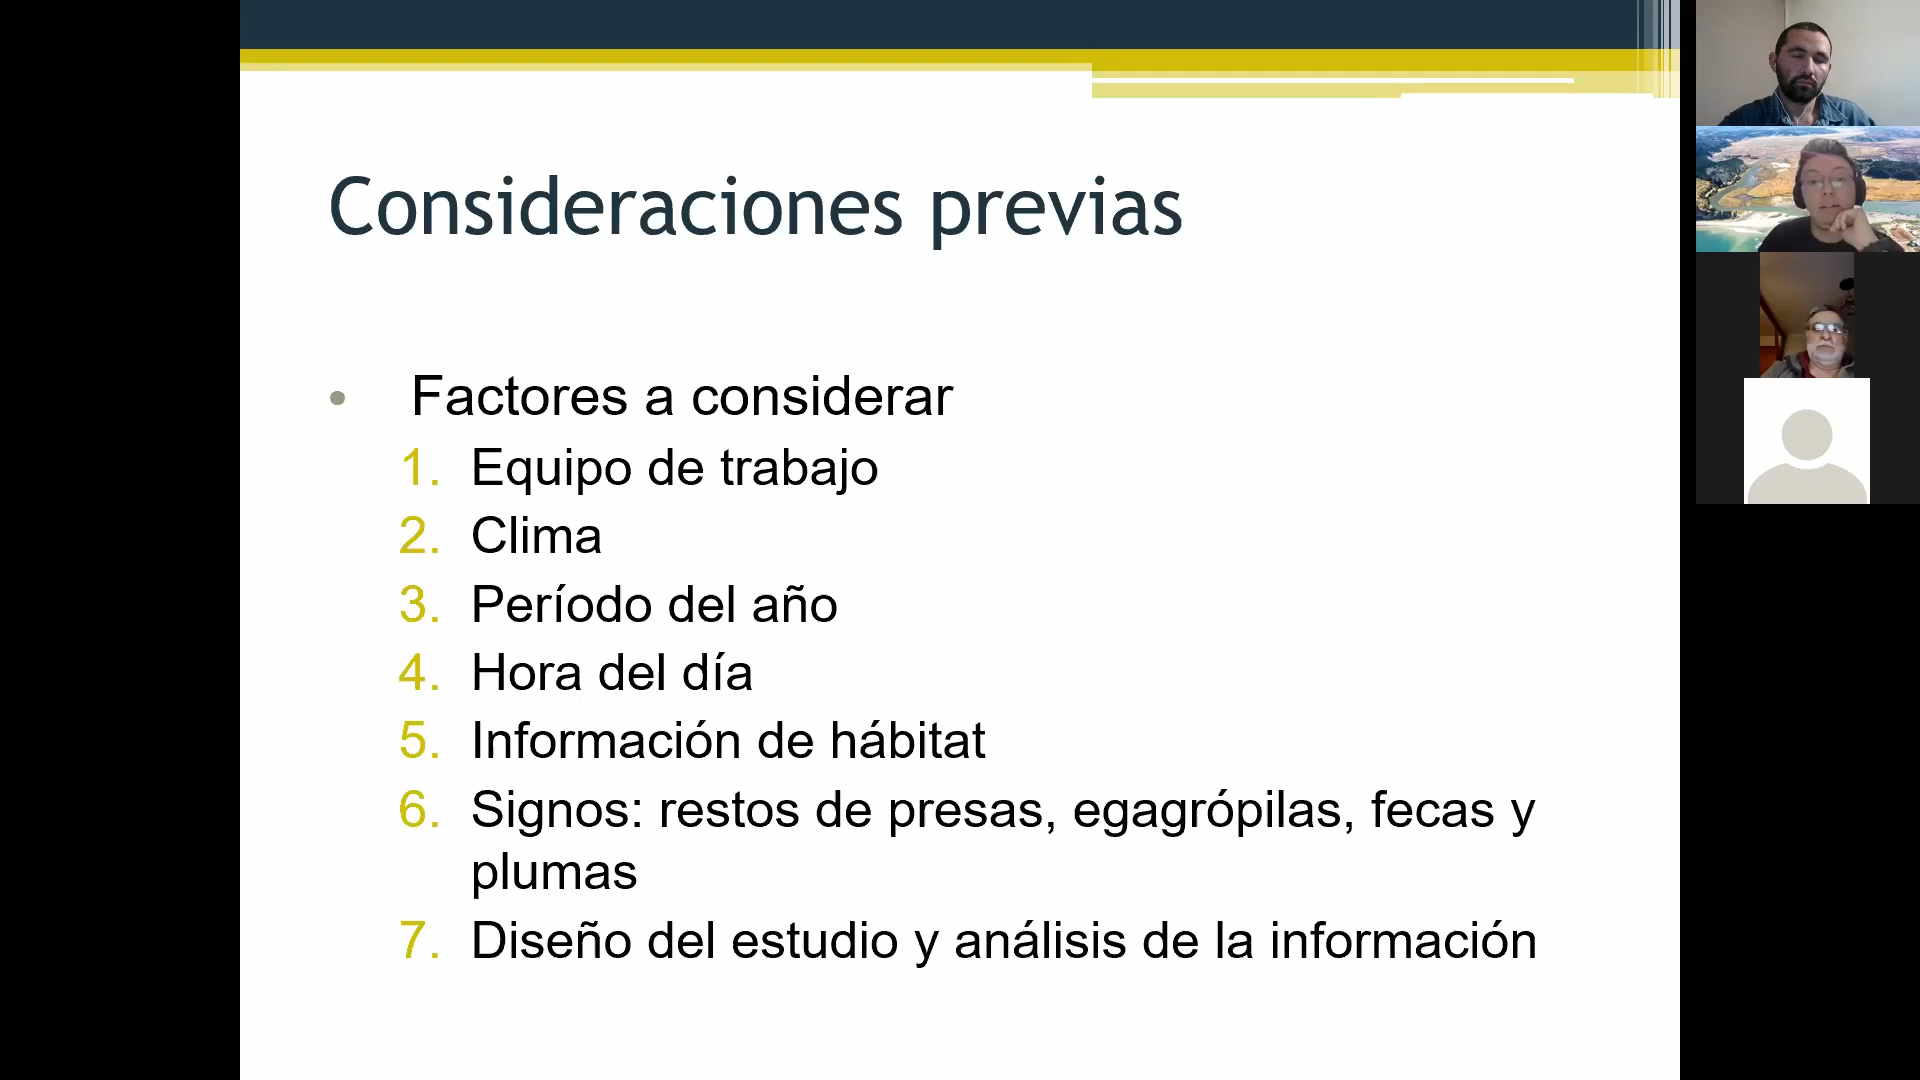 Consideraciones previas
• Factores a considerar
1. Equipo de trabajo
2. Clima
3. Período del año
4. Hora del día
5. Información de hábitat
6. Signos: restos de presas, egagrópilas, fecas y
plumas
7. Diseño del estudio y análisis de la información